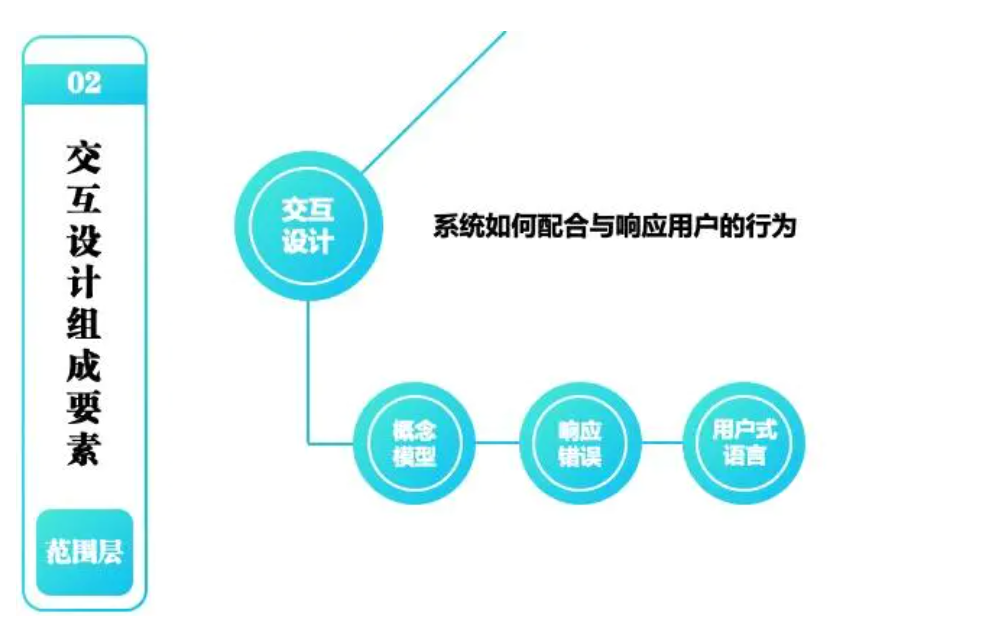 02
交互设计组成要素
范围层
交互
设计
系统如何配合与响应用户的行为
概念
模型
响应
错误
用户式
语言